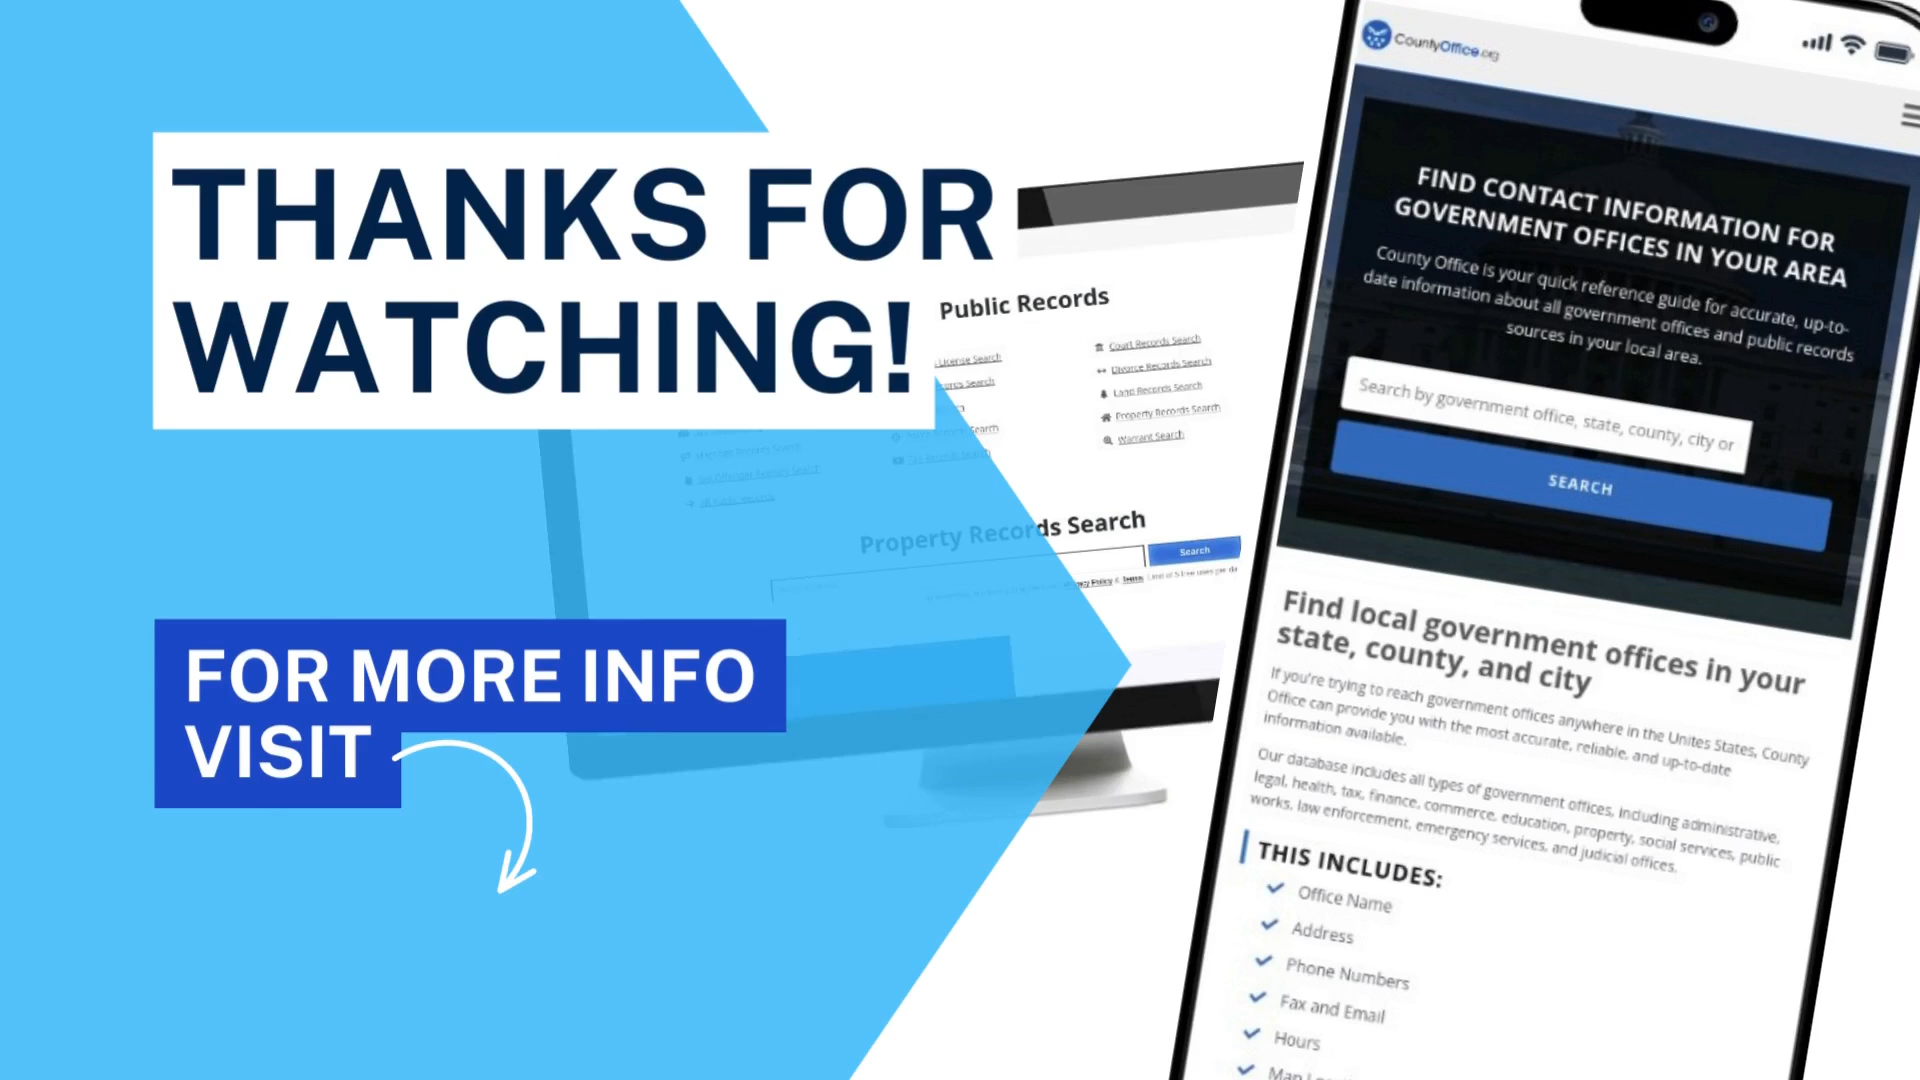 THANKS FOR
WATCHING!
FOR MORE INFO
VISIT
Public Records
License Search
Search
Search
Court Records Search
Divorce Records Search
Land Records Search
Property Records Search
Warrant Search
Property Records Search
Search
Policy & Terms
CountyOffice.org
FIND CONTACT INFORMATION FOR
GOVERNMENT OFFICES IN YOUR AREA
County Office is your quick reference guide for accurate, up-to-
date information about all government offices and public records
sources in your local area.
Search by government office, state, county, city or
SEARCH
Find local government offices in your
state, county, and city
If you're trying to reach government offices anywhere in the Unites States, County
Office can provide you with the most accurate, reliable, and up-to-date
information available.
Our database includes all types of government offices, including administrative,
legal, health, tax, finance, commerce, education, property, social services, public
works, law enforcement, emergency services, and judicial offices.
THIS INCLUDES:
Office Name
Address
Phone Numbers
Fax and Email
Hours